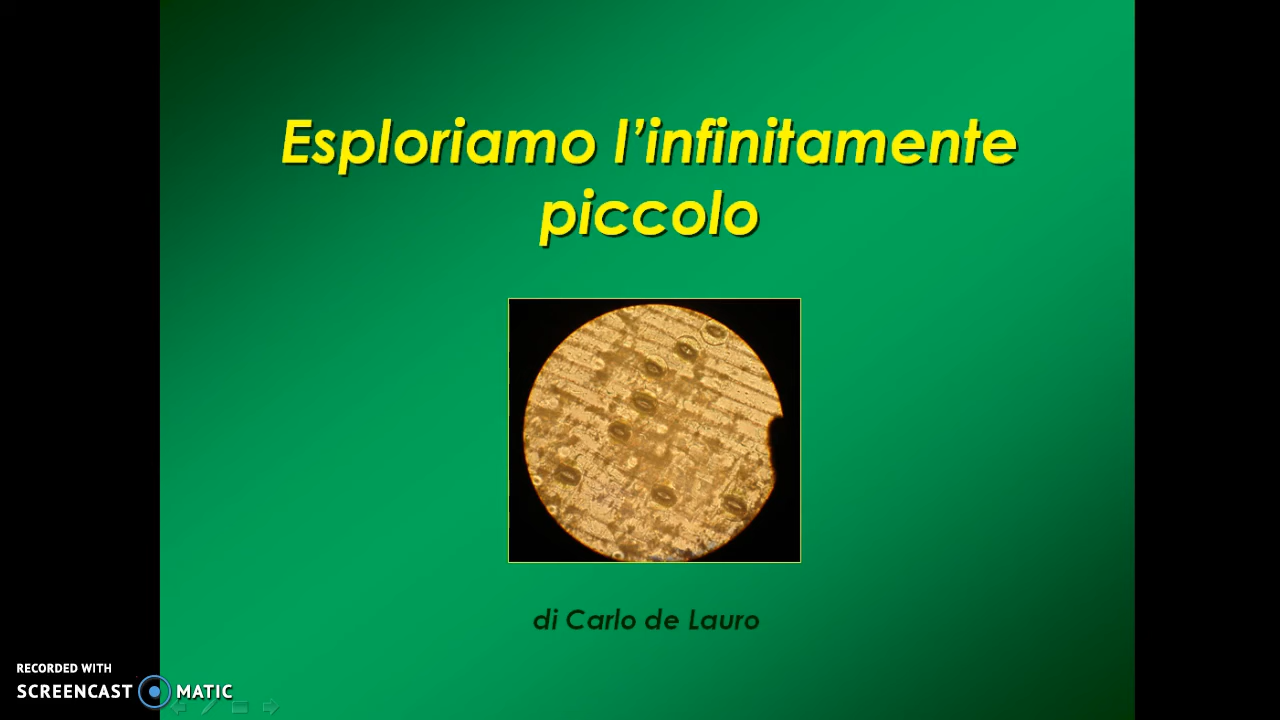 Esploriamo l’infinitamente
piccolo
di Carlo de Lauro
RECORDED WITH
SCREENCAST MATIC